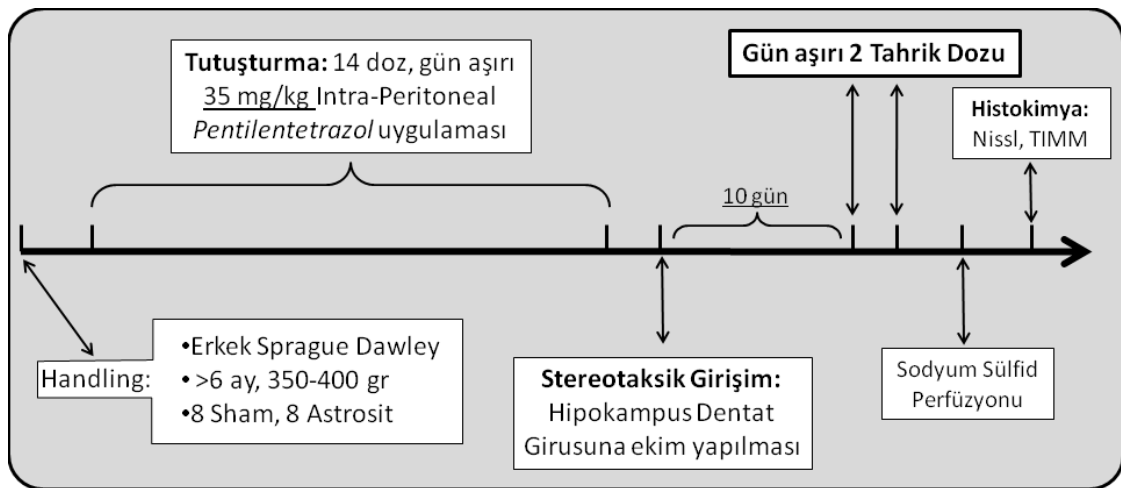 Tutuşturma: 14 doz, gün aşırı
35 mg/kg Intra-Peritoneal
Pentilentetrazol uygulaması
Gün aşırı 2 Tahrik Dozu
Histokimya:
Nissl, TIMM
10 gün
Handling:
•Erkek Sprague Dawley
•>6 ay, 350-400 gr
•8 Sham, 8 Astrosit
Stereotaksik Girişim:
Hipokampus Dentat
Girusuna ekim yapılması
Sodyum Sülfid
Perfüzyonu